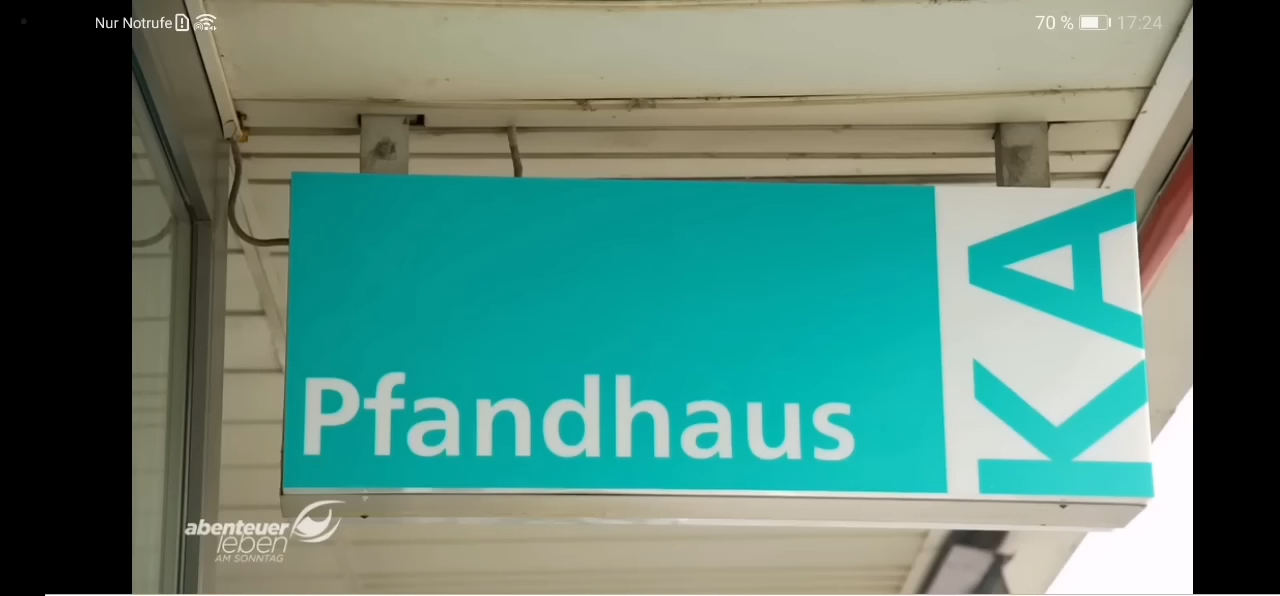 Nur Notrufe
70 % 17:24
Pfandhaus
KA
abenteuer
leben
AM SONNTAG